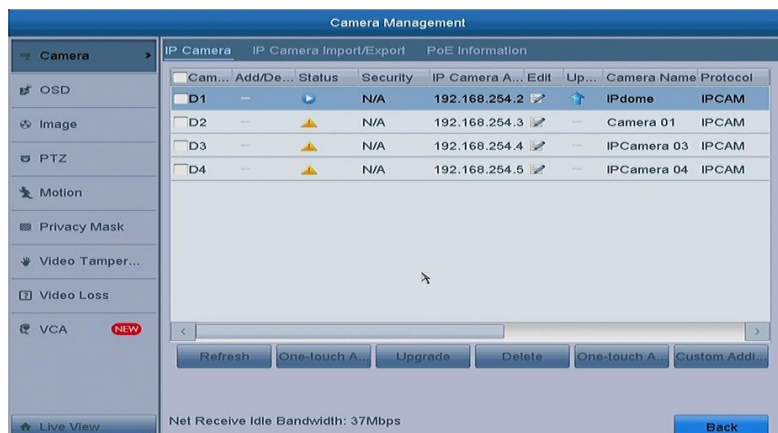 Camera Management
Camera >
OSD
Image
PTZ
Motion
Privacy Mask
Video Tamper...
Video Loss
VCA NEW
Live View
IP Camera IP Camera Import/Export PoE Information
Cam... Add/De... Status Security IP Camera A... Edit Up... Camera Name Protocol
D1 — N/A 192.168.254.2 IPdome IPCAM
D2 — N/A 192.168.254.3 — Camera 01 IPCAM
D3 — N/A 192.168.254.4 — IPCamera 03 IPCAM
D4 — N/A 192.168.254.5 — IPCamera 04 IPCAM
Refresh One-touch A... Upgrade Delete One-touch A... Custom Addi...
Net Receive Idle Bandwidth: 37Mbps
Back